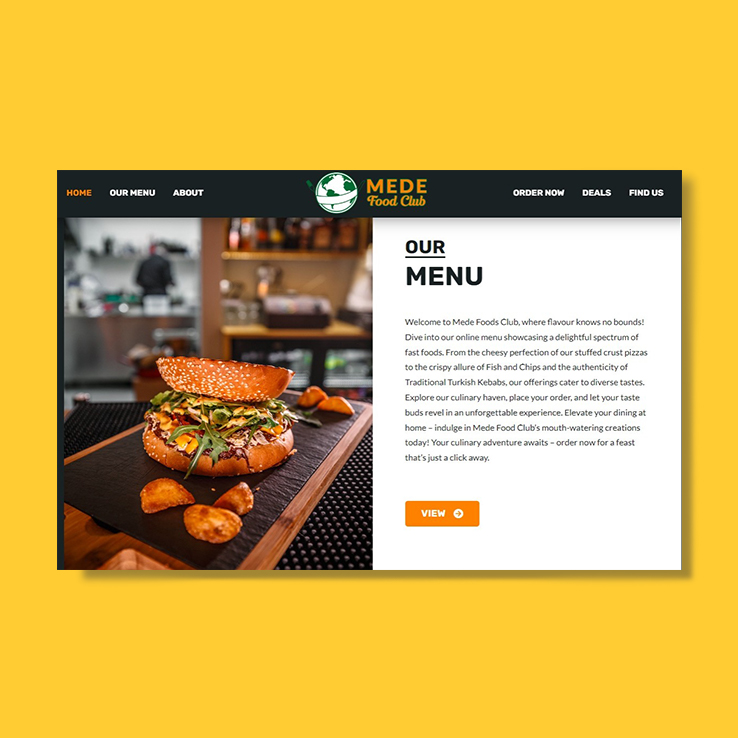 HOME OUR MENU ABOUT
MEDE
Food Club
ORDER NOW DEALS FIND US
OUR
MENU
Welcome to Mede Foods Club, where flavour knows no bounds!
Dive into our online menu showcasing a delightful spectrum of
fast foods. From the cheesy perfection of our stuffed crust pizzas
to the crispy allure of Fish and Chips and the authenticity of
Traditional Turkish Kebabs, our offerings cater to diverse tastes.
Explore our culinary haven, place your order, and let your taste
buds revel in an unforgettable experience. Elevate your dining at
home – indulge in Mede Food Club's mouth-watering creations
today! Your culinary adventure awaits – order now for a feast
that's just a click away.
VIEW